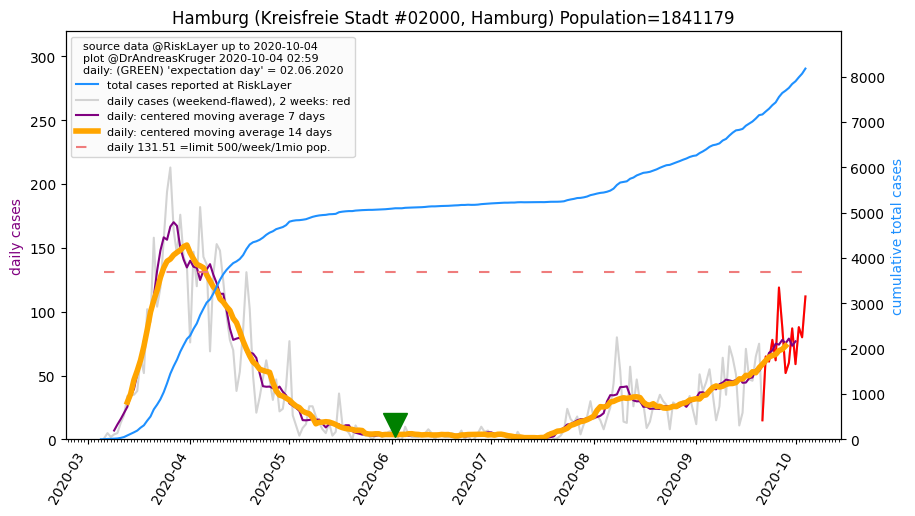 Hamburg (Kreisfreie Stadt #02000, Hamburg) Population=1841179
source data @RiskLayer up to 2020-10-04
plot @DrAndreasKruger 2020-10-04 02:59
daily: (GREEN) 'expectation day' = 02.06.2020
total cases reported at RiskLayer
daily cases (weekend-flawed), 2 weeks: red
daily: centered moving average 7 days
daily: centered moving average 14 days
daily 131.51 =limit 500/week/1mio pop.
daily cases
300
250
200
150
100
50
0
cumulative total cases
8000
7000
6000
5000
4000
3000
2000
1000
0
2020-03
2020-04
2020-05
2020-06
2020-07
2020-08
2020-09
2020-10